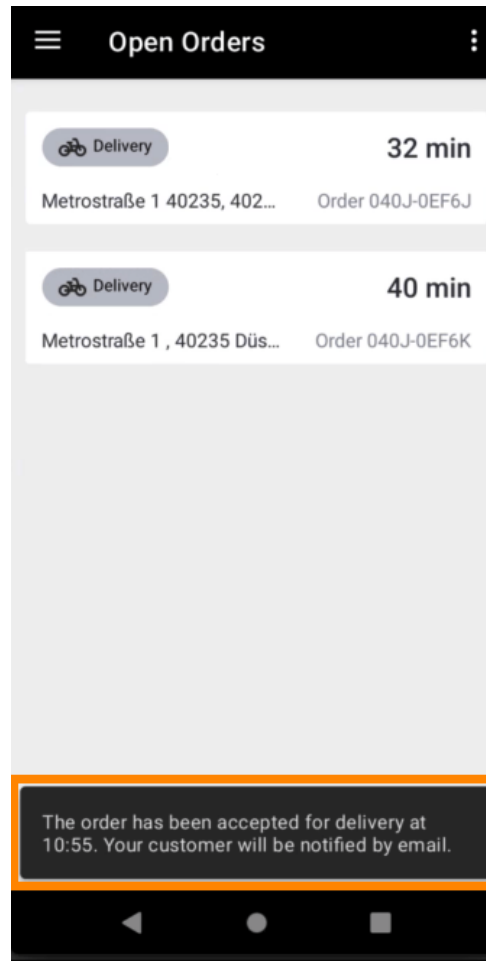 Open Orders
Delivery
32 min
Metrostraße 1 40235, 402...
Order 040J-0EF6J
Delivery
40 min
Metrostraße 1 , 40235 Düs...
Order 040J-0EF6K
The order has been accepted for delivery at
10:55. Your customer will be notified by email.